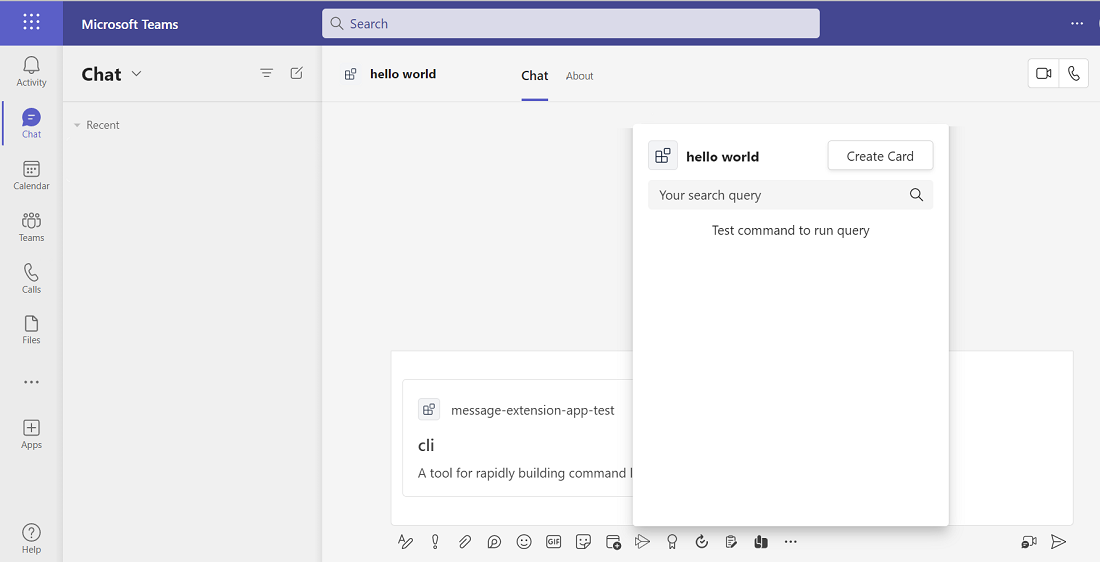 Microsoft Teams
Search
Activity
Chat
Calendar
Teams
Calls
Files
Apps
Help
Chat
Recent
hello world
Chat
About
hello world
Create Card
Your search query
Test command to run query
message-extension-app-test
cli
A tool for rapidly building command
GIF